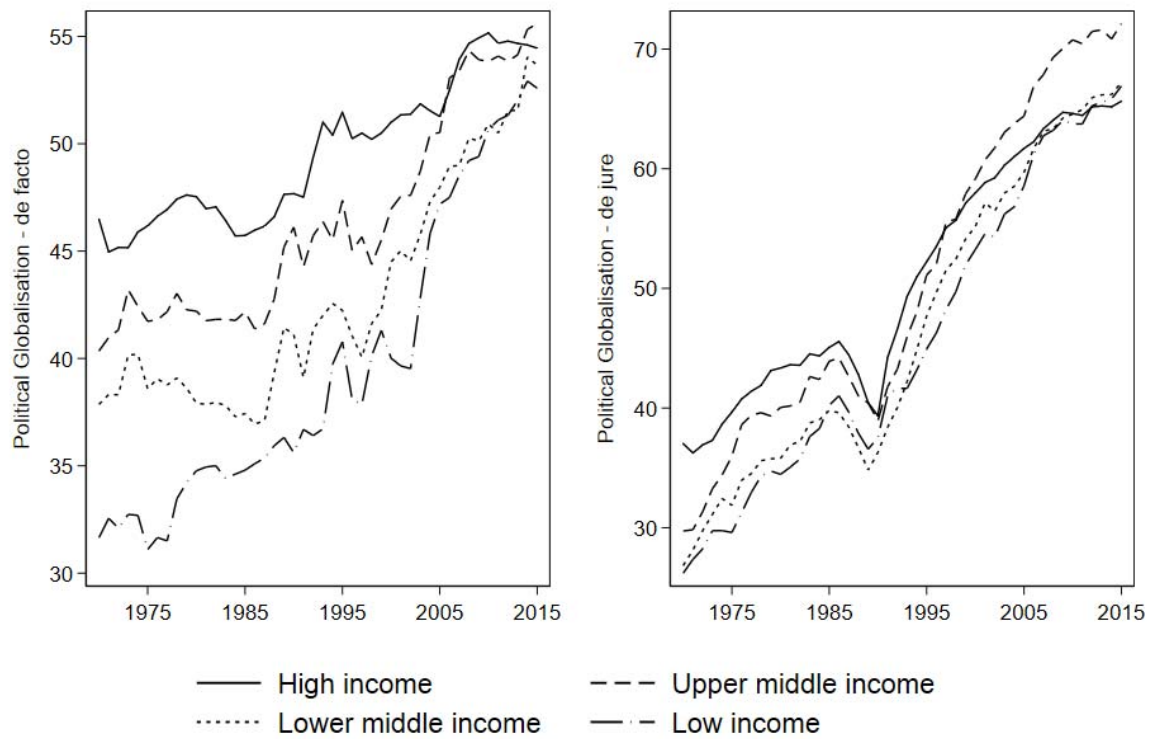 Political Globalisation - de facto
55
50
45
40
35
30
1975 1985 1995 2005 2015
Political Globalisation - de jure
70
60
50
40
30
1975 1985 1995 2005 2015
High income
Upper middle income
Lower middle income
Low income